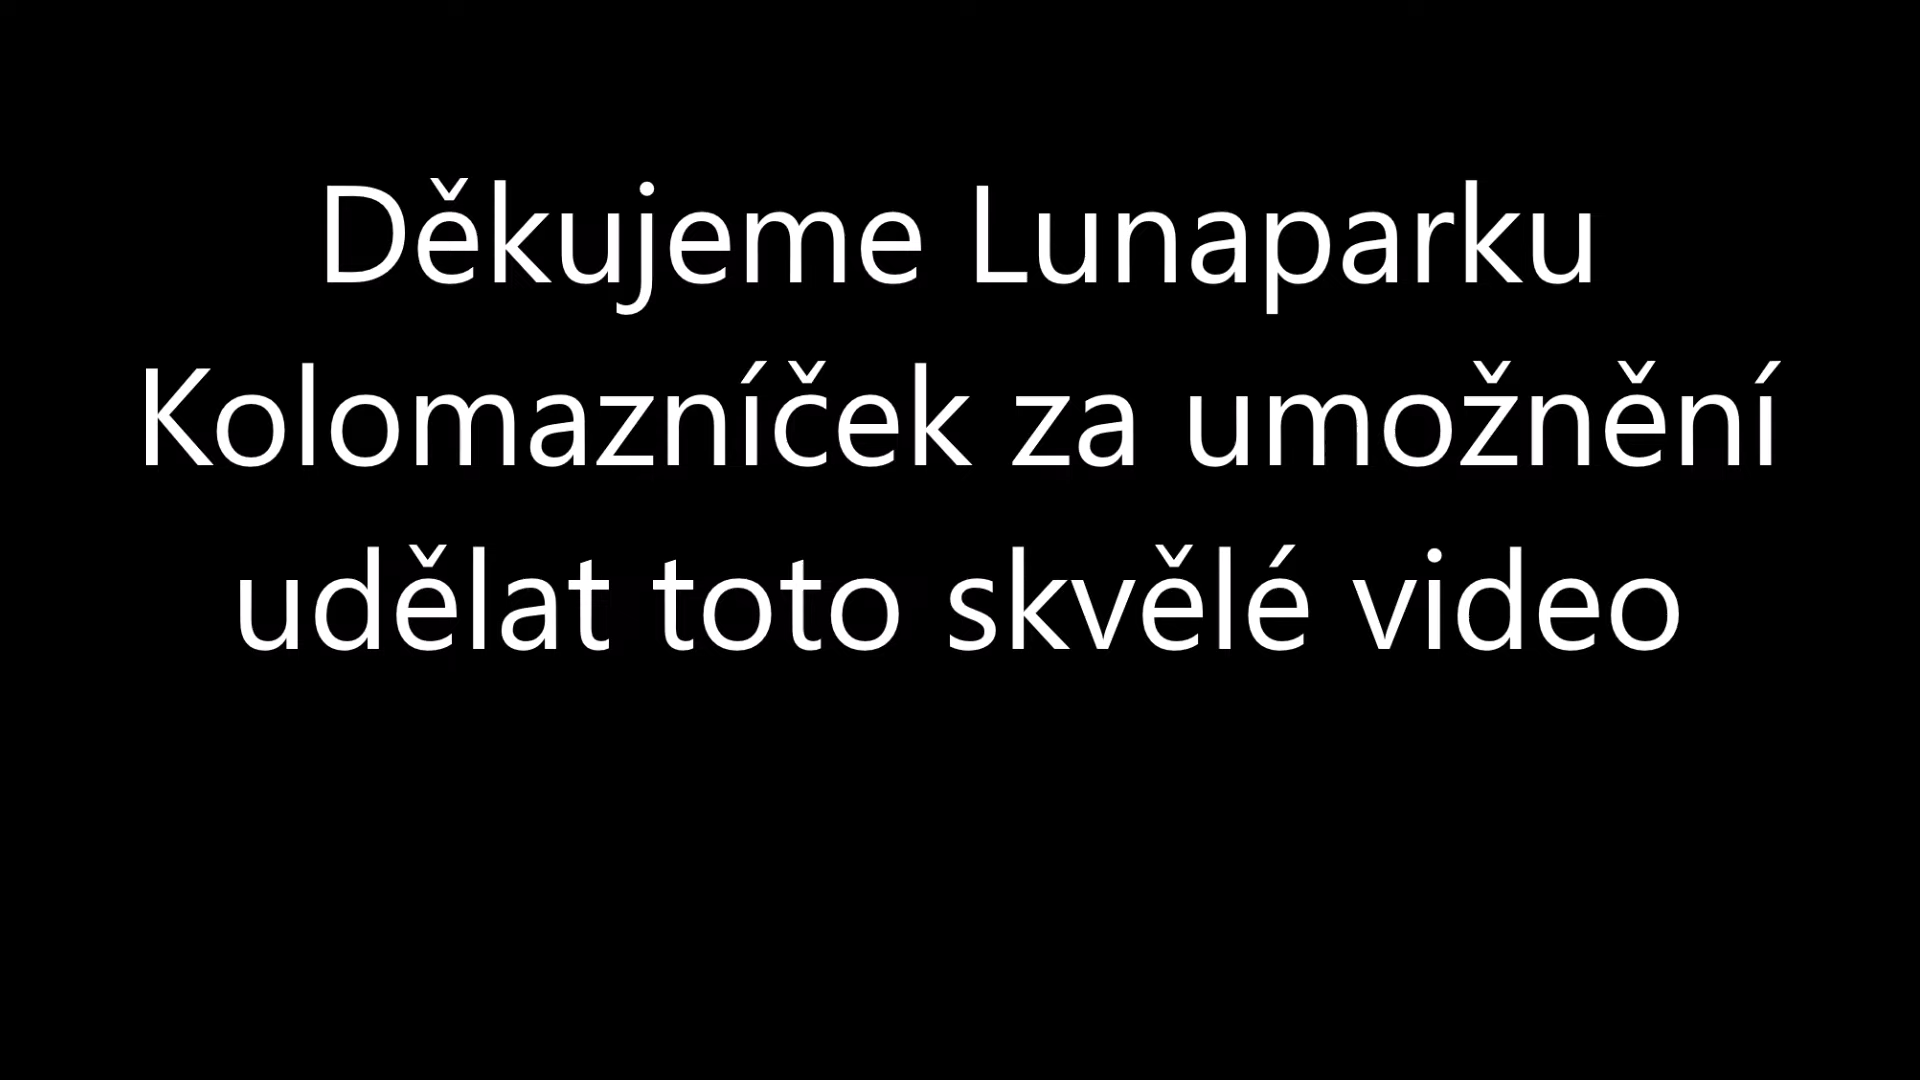 Děkujeme Lunaparku
Kolomazníček za umožnění
udělat toto skvělé video